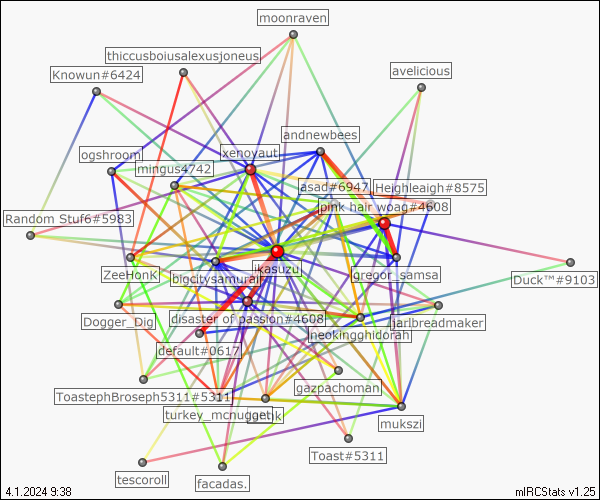 moonraven
thiccusboiusalexusjoneus
Knowun#6424
avelicious
andnewbees
ogshroom
xenoyaut
mingus4742
asad#6947
Heighleaigh#8575
pink hair woag#4608
Random Stuf6#5983
ZeeHonK
bigcitysamurai
ikasuzu
gregor_samsa
Duck™#9103
Dogger_Dig
disaster of passion#4608
jarlbreadmaker
neokingghidorah
default#0617
gazpachoman
ToastephBroseph5311#5311
turkey_mcnugget
mukszi
Toast#5311
tescoroll
facadas.
4.1.2024 9:38
mIRCStats v1.25